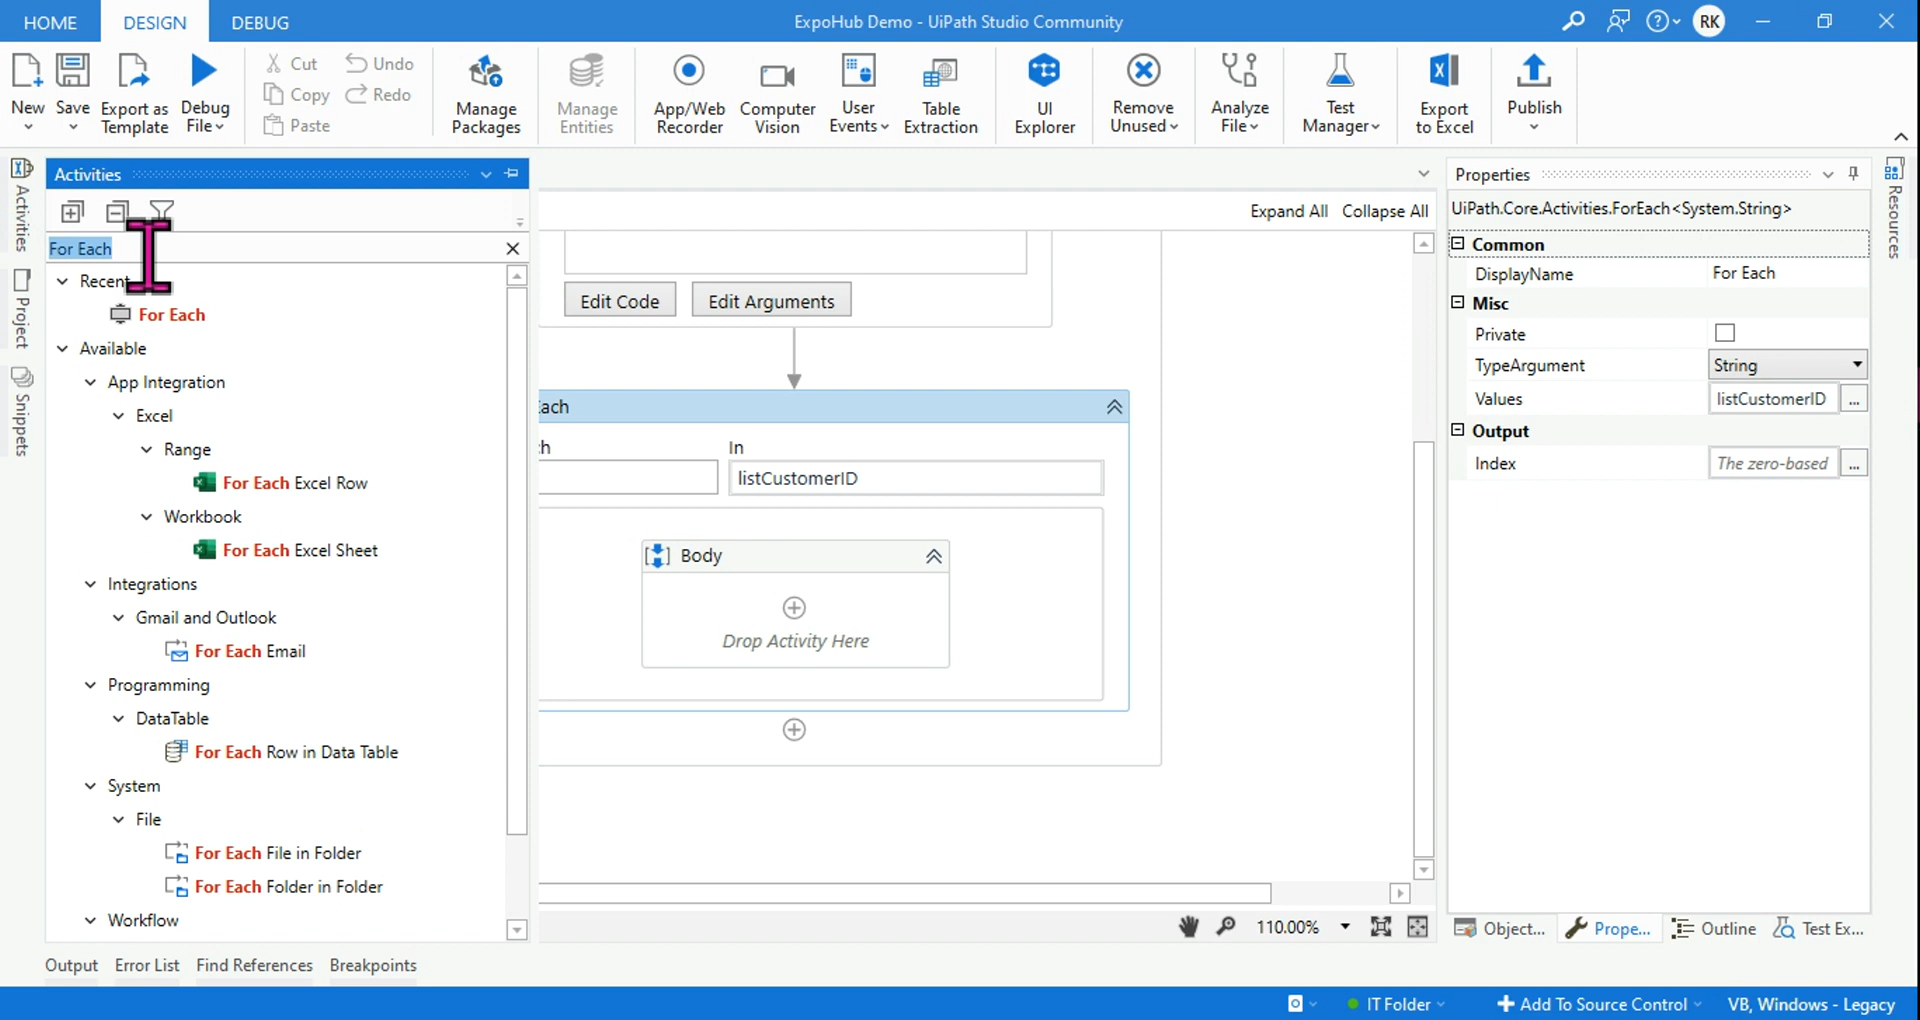 HOME DESIGN DEBUG ExpoHub Demo - UiPath Studio Community RK
New Save Export as Template Debug File
Cut Copy Paste Undo Redo
Manage Packages Manage Entities App/Web Recorder Computer Vision User Events Table Extraction UI Explorer Remove Unused Analyze File Test Manager Export to Excel Publish
Activities
Project
Snippets
Activities
For Each
Recent
For Each
Available
App Integration
Excel
Range
For Each Excel Row
Workbook
For Each Excel Sheet
Integrations
Gmail and Outlook
For Each Email
Programming
DataTable
For Each Row in Data Table
System
File
For Each File in Folder
For Each Folder in Folder
Workflow
Expand All Collapse All
Edit Code Edit Arguments
Each
h In
listCustomerID
Body
Drop Activity Here
110.00%
Properties
UiPath.Core.Activities.ForEach<System.String>
Common
DisplayName For Each
Misc
Private
TypeArgument String
Values listCustomerID ...
Output
Index The zero-based ...
Object... Prope... Outline Test Ex...
Resources
Output Error List Find References Breakpoints
IT Folder Add To Source Control VB, Windows - Legacy